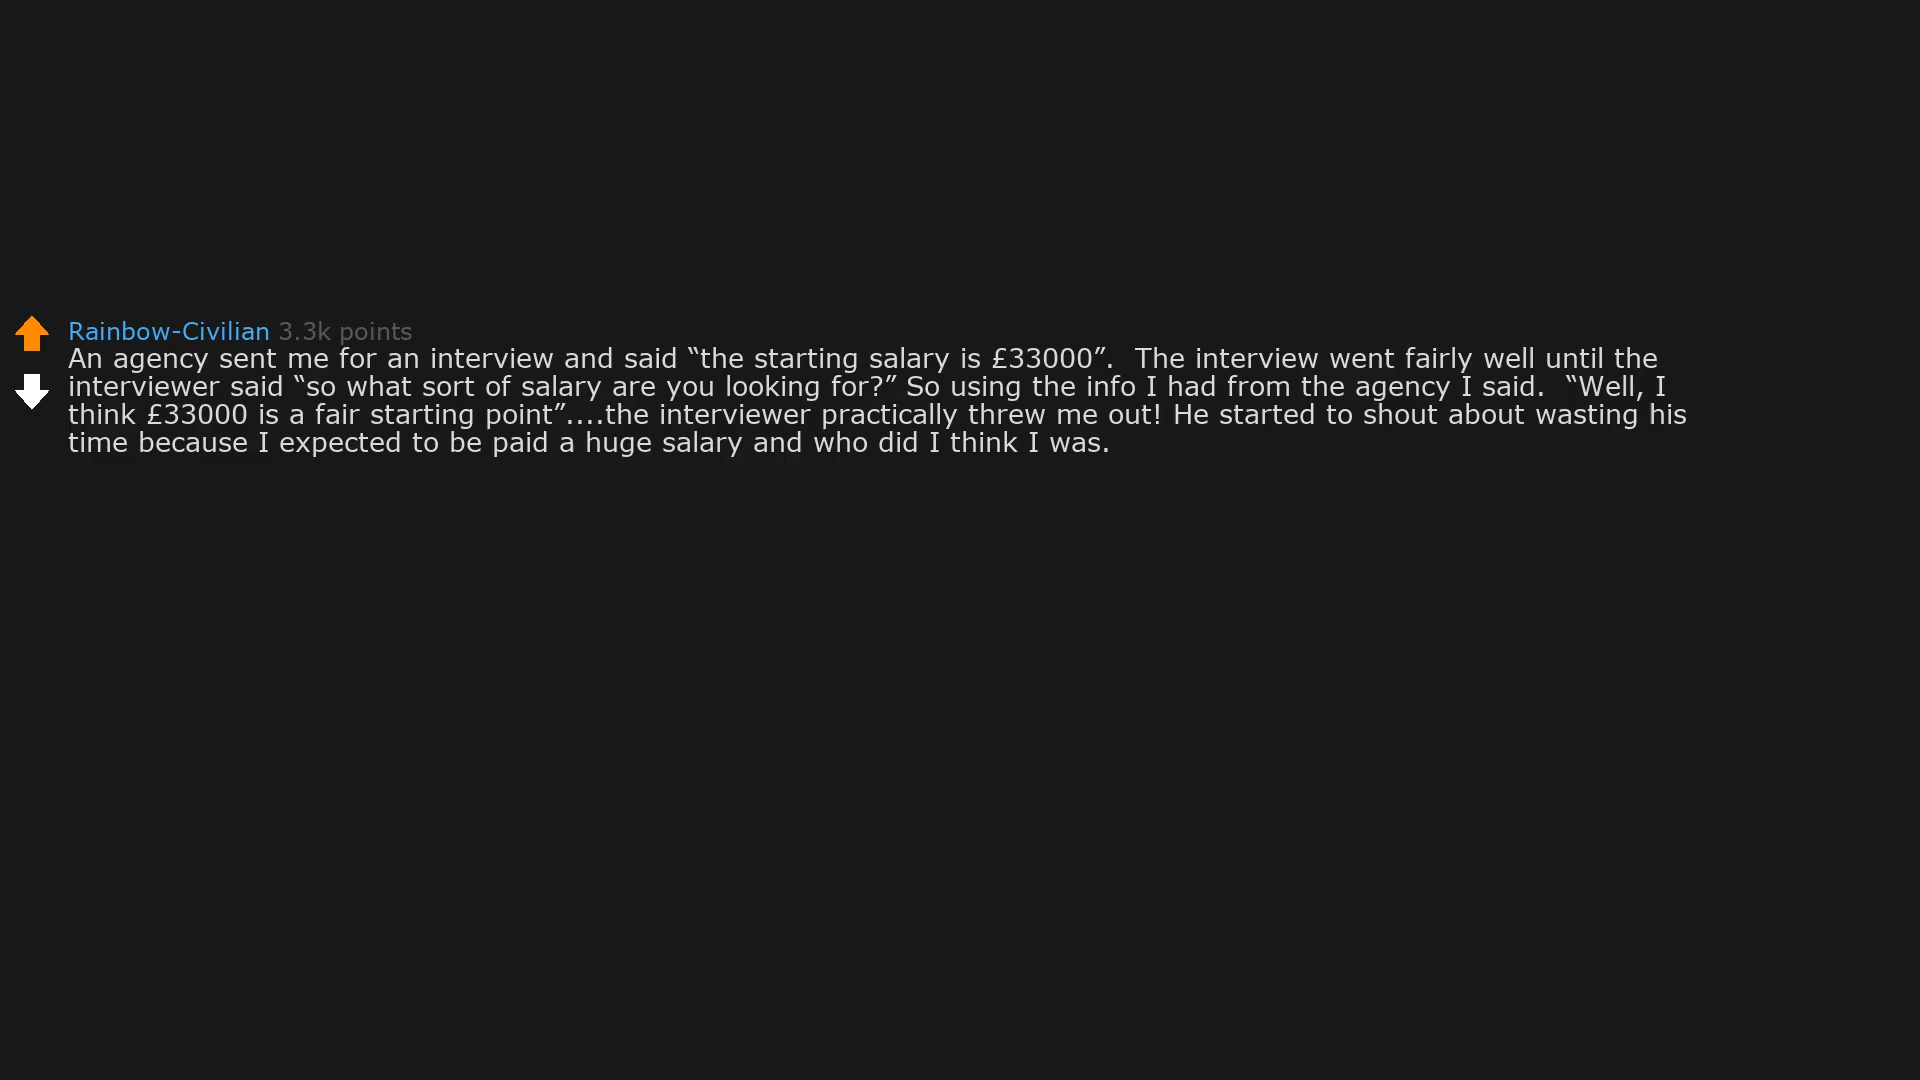 Rainbow-Civilian 3.3k points
An agency sent me for an interview and said “the starting salary is £33000”.  The interview went fairly well until the
interviewer said “so what sort of salary are you looking for?” So using the info I had from the agency I said.  “Well, I
think £33000 is a fair starting point”....the interviewer practically threw me out! He started to shout about wasting his
time because I expected to be paid a huge salary and who did I think I was.